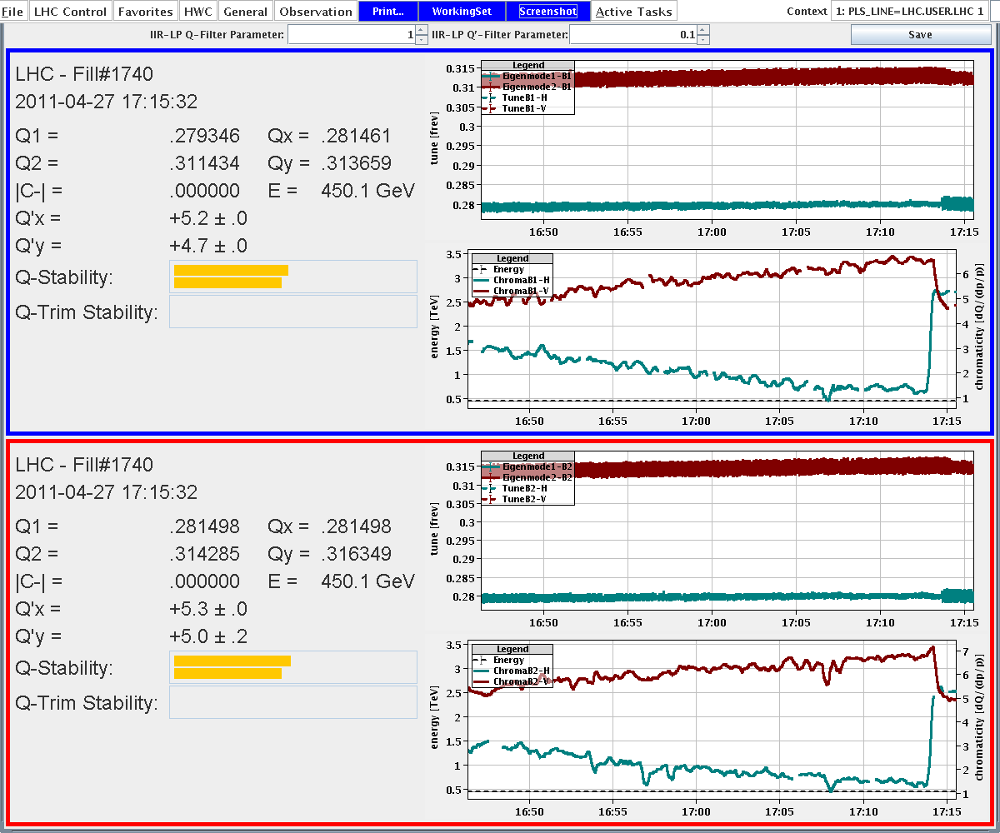 File LHC Control Favorites HWC General Observation Print... WorkingSet Screenshot Active Tasks Context 1: PLS_LINE=LHC.USER.LHC 1
IIR-LP Q-Filter Parameter: 1 IIR-LP Q'-Filter Parameter: 0.1 Save
LHC - Fill#1740
2011-04-27 17:15:32
Q1 = .279346 Qx = .281461
Q2 = .311434 Qy = .313659
|C-| = .000000 E = 450.1 GeV
Q'x = +5.2 ± .0
Q'y = +4.7 ± .0
Q-Stability:
Q-Trim Stability:
tune [frev]
0.315
0.31
0.305
0.3
0.295
0.29
0.285
0.28
Legend
Eigenmode1-B1
Eigenmode2-B1
TuneB1-H
TuneB1-V
16:50 16:55 17:00 17:05 17:10 17:15
energy [TeV]
3.5
3
2.5
2
1.5
1
0.5
Legend
Energy
ChromaB1-H
ChromaB1-V
6
5
4
3
2
1
chromaticity [dQ/(dp/p)]
16:50 16:55 17:00 17:05 17:10 17:15
LHC - Fill#1740
2011-04-27 17:15:32
Q1 = .281498 Qx = .281498
Q2 = .314285 Qy = .316349
|C-| = .000000 E = 450.1 GeV
Q'x = +5.3 ± .0
Q'y = +5.0 ± .2
Q-Stability:
Q-Trim Stability:
tune [frev]
0.315
0.31
0.305
0.3
0.295
0.29
0.285
0.28
Legend
Eigenmode1-B2
Eigenmode2-B2
TuneB2-H
TuneB2-V
16:50 16:55 17:00 17:05 17:10 17:15
energy [TeV]
3.5
3
2.5
2
1.5
1
0.5
Legend
Energy
ChromaB2-H
ChromaB2-V
7
6
5
4
3
2
1
chromaticity [dQ/(dp/p)]
16:50 16:55 17:00 17:05 17:10 17:15